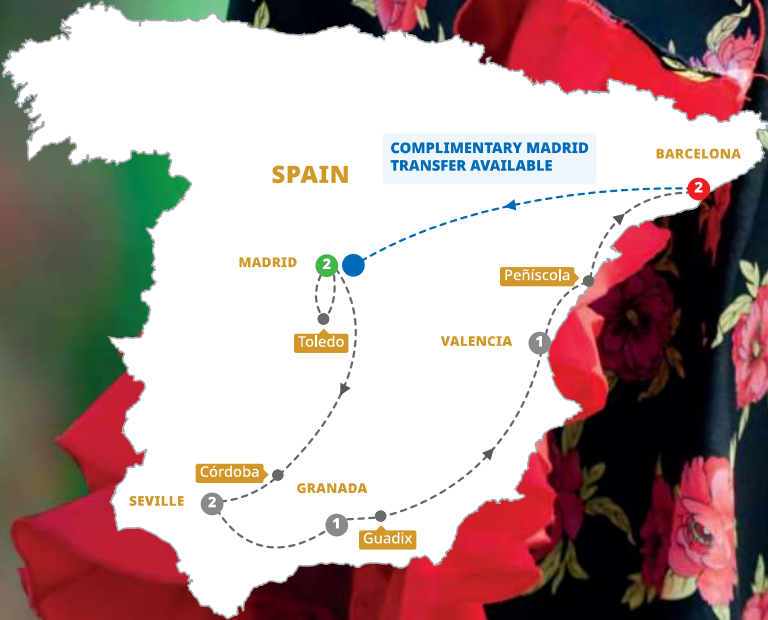 COMPLIMENTARY MADRID
TRANSFER AVAILABLE
BARCELONA
SPAIN
2
MADRID
2
Peñíscola
Toledo
VALENCIA
1
Córdoba
GRANADA
SEVILLE
2
1
Guadix